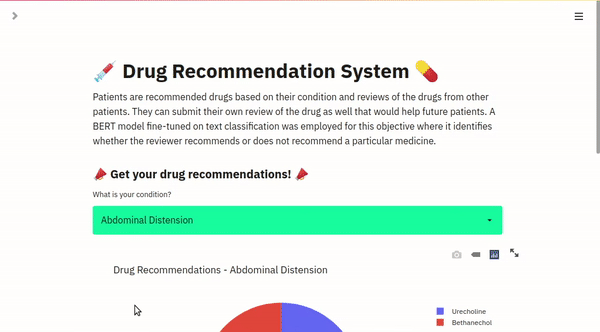 Drug Recommendation System
Patients are recommended drugs based on their condition and reviews of the drugs from other
patients. They can submit their own review of the drug as well that would help future patients. A
BERT model fine-tuned on text classification was employed for this objective where it identifies
whether the reviewer recommends or does not recommend a particular medicine.
Get your drug recommendations!
What is your condition?
Abdominal Distension
Drug Recommendations - Abdominal Distension
Urecholine
Bethanechol